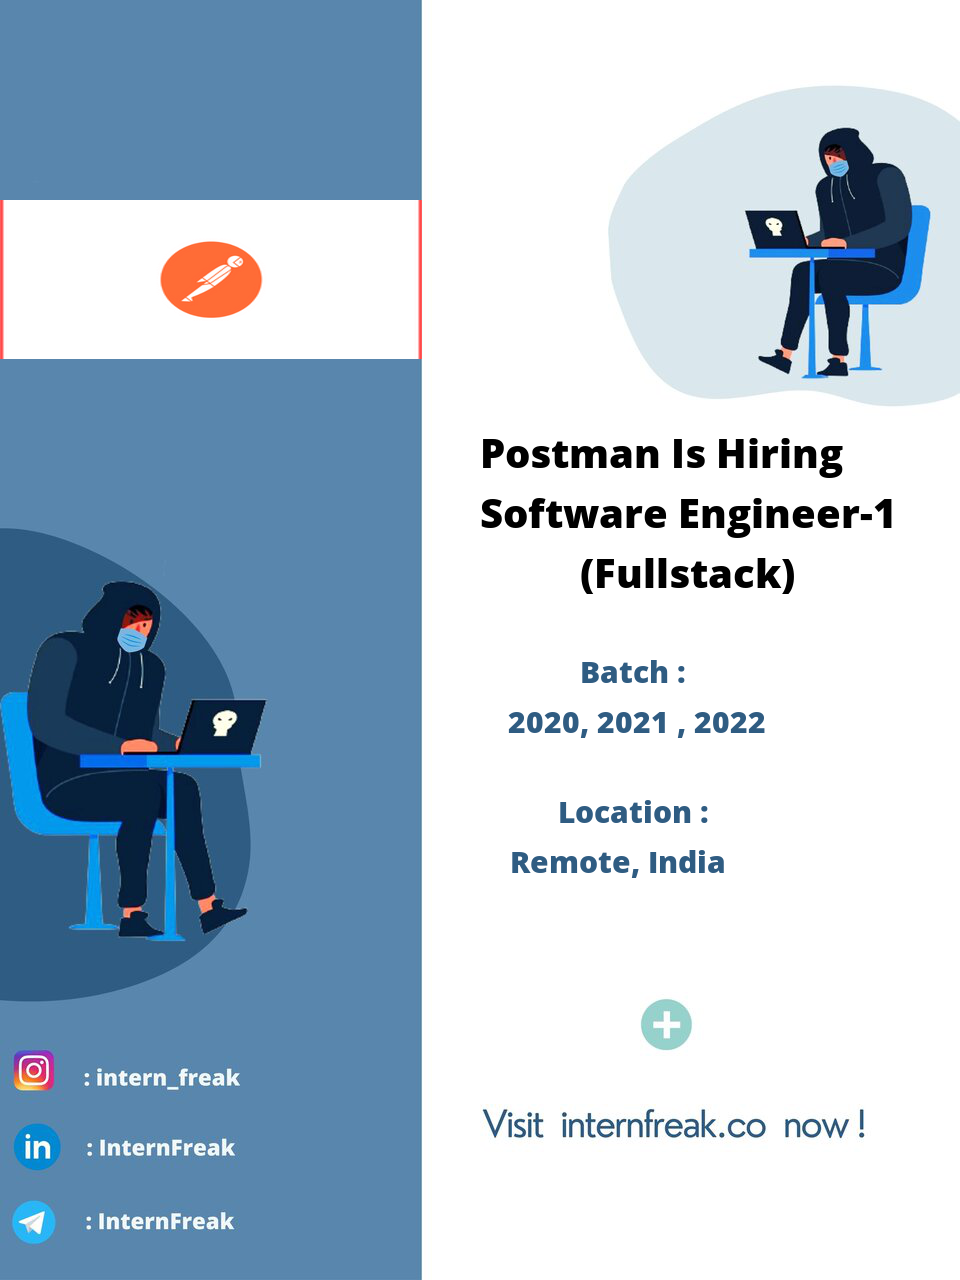 Postman Is Hiring
Software Engineer-1
(Fullstack)
Batch :
2020, 2021 , 2022
Location :
Remote, India
Visit internfreak.co now !
: intern_freak
in
: InternFreak
: InternFreak